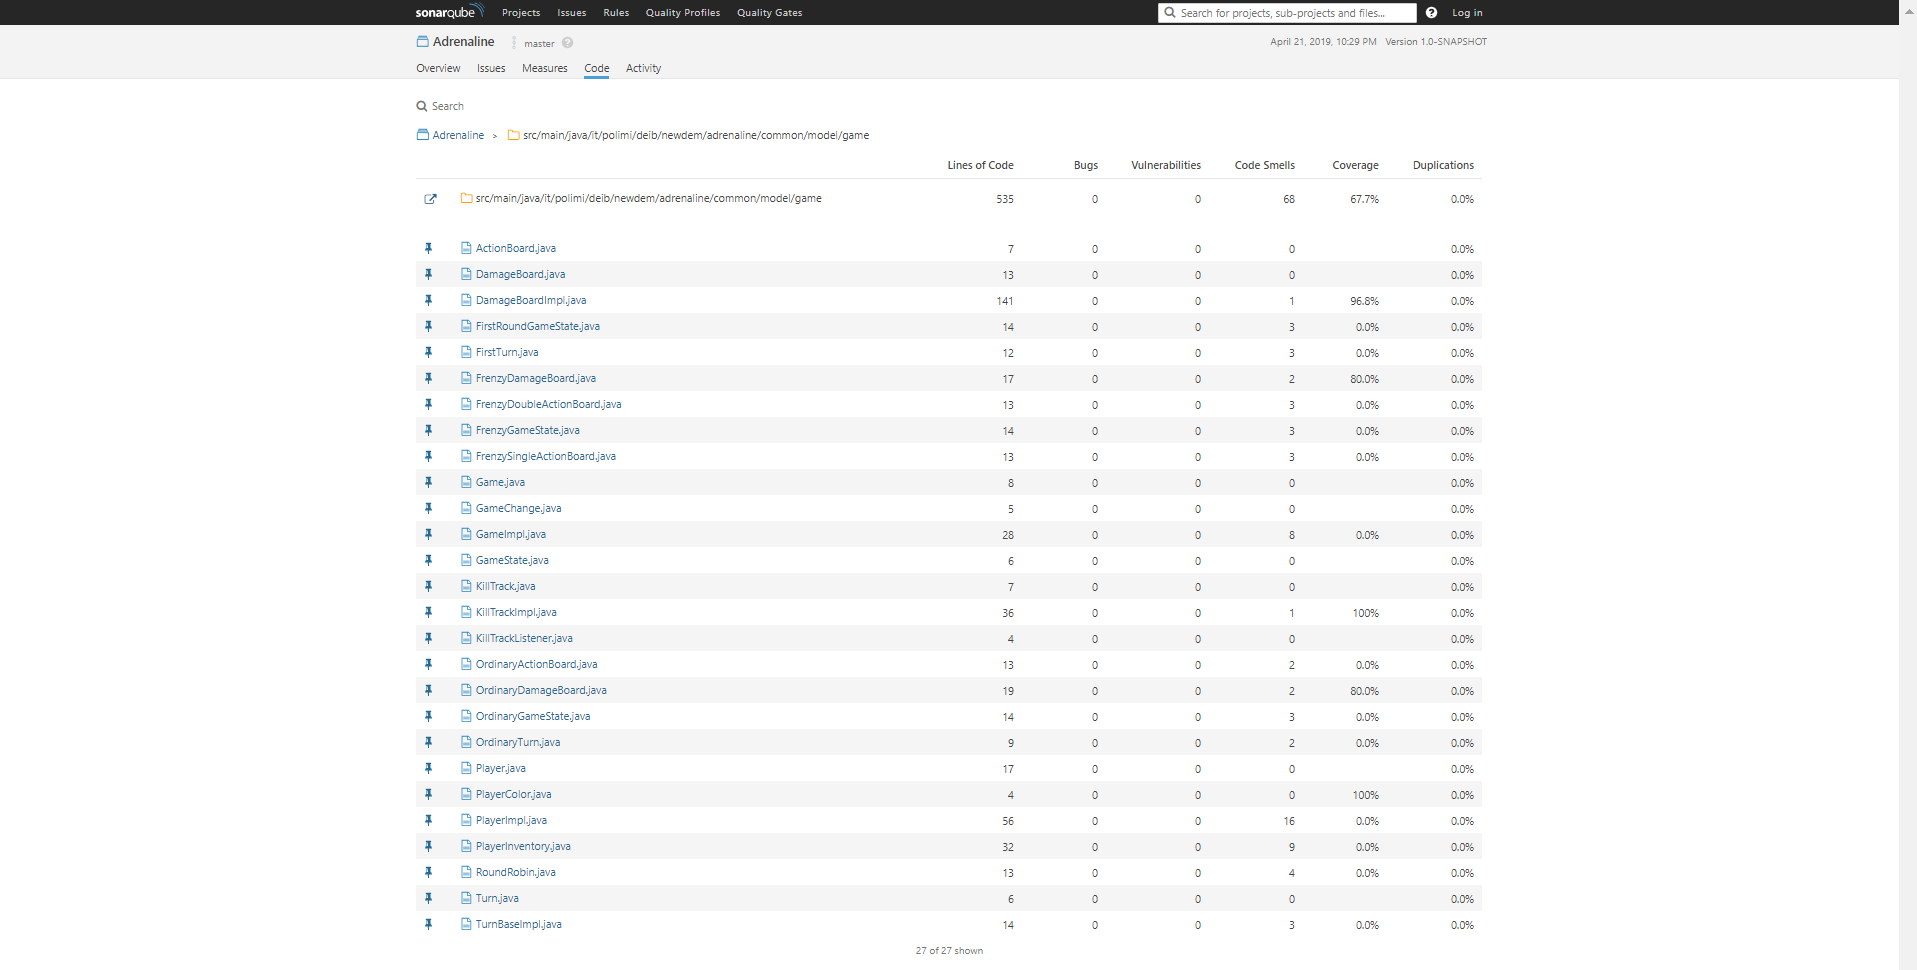 sonarqube Projects Issues Rules Quality Profiles Quality Gates Search for projects, sub-projects and files... ? Log in
Adrenaline master ? April 21, 2019, 10:29 PM Version 1.0-SNAPSHOT
Overview Issues Measures Code Activity
Search
Adrenaline > src/main/java/it/polimi/deib/newdem/adrenaline/common/model/game
Lines of Code Bugs Vulnerabilities Code Smells Coverage Duplications
src/main/java/it/polimi/deib/newdem/adrenaline/common/model/game 535 0 0 68 67.7% 0.0%
ActionBoard.java 7 0 0 0 0.0%
DamageBoard.java 13 0 0 0 0.0%
DamageBoardImpl.java 141 0 0 1 96.8% 0.0%
FirstRoundGameState.java 14 0 0 3 0.0% 0.0%
FirstTurn.java 12 0 0 3 0.0% 0.0%
FrenzyDamageBoard.java 17 0 0 2 80.0% 0.0%
FrenzyDoubleActionBoard.java 13 0 0 3 0.0% 0.0%
FrenzyGameState.java 14 0 0 3 0.0% 0.0%
FrenzySingleActionBoard.java 13 0 0 3 0.0% 0.0%
Game.java 8 0 0 0 0.0%
GameChange.java 5 0 0 0 0.0%
GameImpl.java 28 0 0 8 0.0% 0.0%
GameState.java 6 0 0 0 0.0%
KillTrack.java 7 0 0 0 0.0%
KillTrackImpl.java 36 0 0 1 100% 0.0%
KillTrackListener.java 4 0 0 0 0.0%
OrdinaryActionBoard.java 13 0 0 2 0.0% 0.0%
OrdinaryDamageBoard.java 19 0 0 2 80.0% 0.0%
OrdinaryGameState.java 14 0 0 3 0.0% 0.0%
OrdinaryTurn.java 9 0 0 2 0.0% 0.0%
Player.java 17 0 0 0 0.0%
PlayerColor.java 4 0 0 0 100% 0.0%
PlayerImpl.java 56 0 0 16 0.0% 0.0%
PlayerInventory.java 32 0 0 9 0.0% 0.0%
RoundRobin.java 13 0 0 4 0.0% 0.0%
Turn.java 6 0 0 0 0.0%
TurnBaseImpl.java 14 0 0 3 0.0% 0.0%
27 of 27 shown